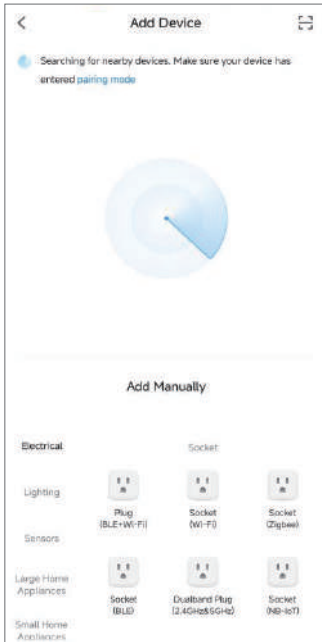 Add Device
Searching for nearby devices. Make sure your device has
entered pairing mode
Add Manually
Electrical
Socket
Lighting
Plug
(BLE+Wi-Fi)
Socket
(Wi-Fi)
Socket
(Zigbee)
Sensors
Large Home
Appliances
Socket
(BLE)
Dualband Plug
(2.4GHz&5GHz)
Socket
(NB-IoT)
Small Home
Appliances